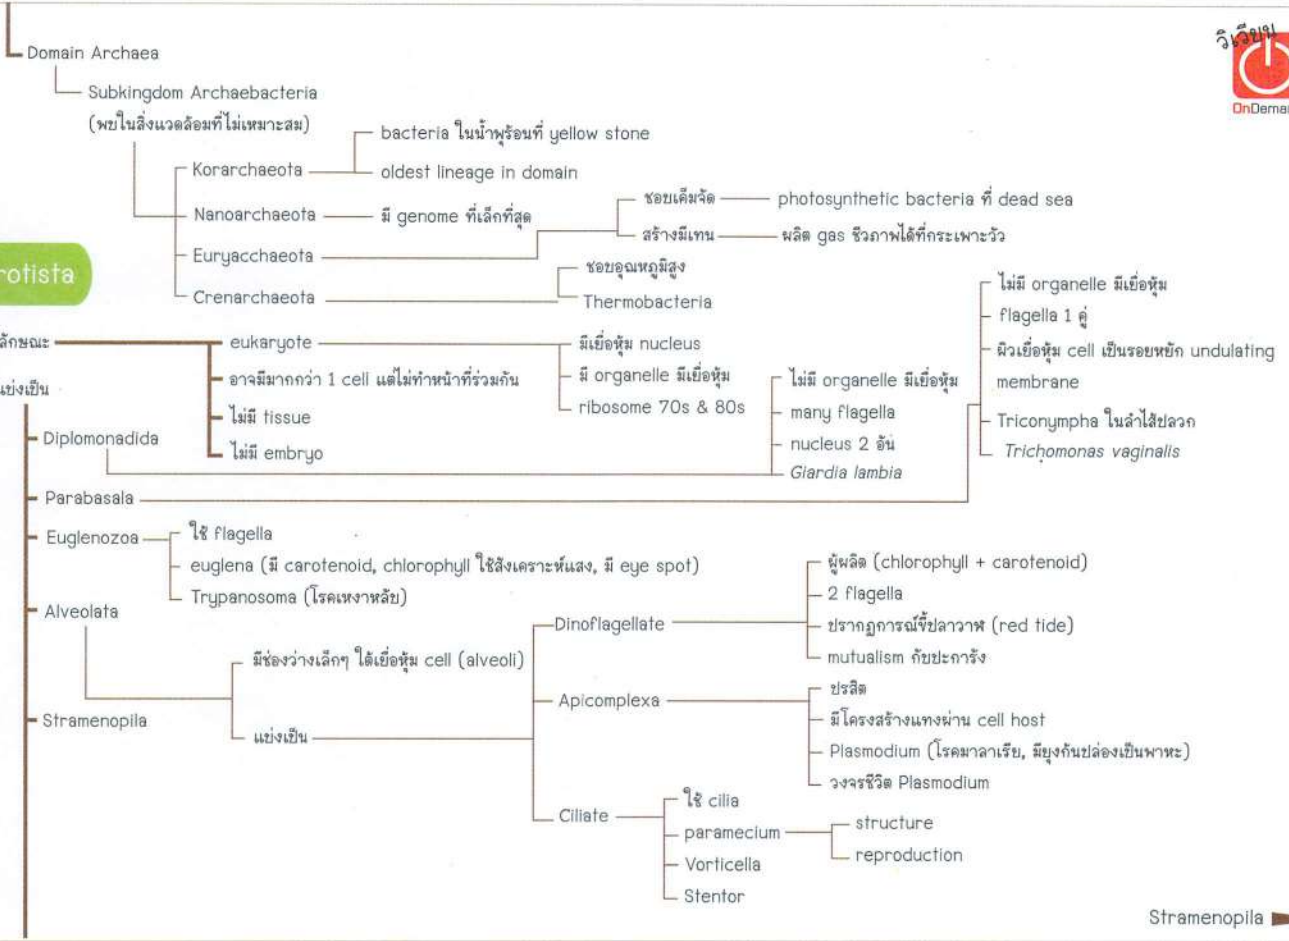 วิเวียน
OnDeman
Domain Archaea
Subkingdom Archaebacteria
(พบในสิ่งแวดล้อมที่ไม่เหมาะสม)
Korarchaeota
bacteria ในน้ำพุร้อนที่ yellow stone
oldest lineage in domain
Nanoarchaeota
มี genome ที่เล็กที่สุด
Euryacchaeota
ชอบเค็มจัด
photosynthetic bacteria ที่ dead sea
สร้างมีเทน
ผลิต gas ชีวภาพได้ที่กระเพาะวัว
Crenarchaeota
ชอบอุณหภูมิสูง
Thermobacteria
rotista
ลักษณะ
eukaryote
มีเยื่อหุ้ม nucleus
มี organelle มีเยื่อหุ้ม
ribosome 70s & 80s
อาจมีมากกว่า 1 cell แต่ไม่ทำหน้าที่ร่วมกัน
ไม่มี tissue
ไม่มี embryo
แบ่งเป็น
Diplomonadida
ไม่มี organelle มีเยื่อหุ้ม
many flagella
nucleus 2 อัน
Giardia lambia
Parabasala
ไม่มี organelle มีเยื่อหุ้ม
flagella 1 คู่
ผิวเยื่อหุ้ม cell เป็นรอยหยัก undulating
membrane
Triconympha ในลำไส้ปลวก
Trichomonas vaginalis
Euglenozoa
ใช้ flagella
euglena (มี carotenoid, chlorophyll ใช้สังเคราะห์แสง, มี eye spot)
Trypanosoma (โรคเหงาหลับ)
Alveolata
มีช่องว่างเล็กๆ ใต้เยื่อหุ้ม cell (alveoli)
แบ่งเป็น
Dinoflagellate
ผู้ผลิต (chlorophyll + carotenoid)
2 flagella
ปรากฏการณ์ขี้ปลาวาฬ (red tide)
mutualism กับปะการัง
Apicomplexa
ปรสิต
มีโครงสร้างแทงผ่าน cell host
Plasmodium (โรคมาลาเรีย, มียุงก้นปล่องเป็นพาหะ)
วงจรชีวิต Plasmodium
Ciliate
ใช้ cilia
paramecium
structure
reproduction
Vorticella
Stentor
Stramenopila
Stramenopila